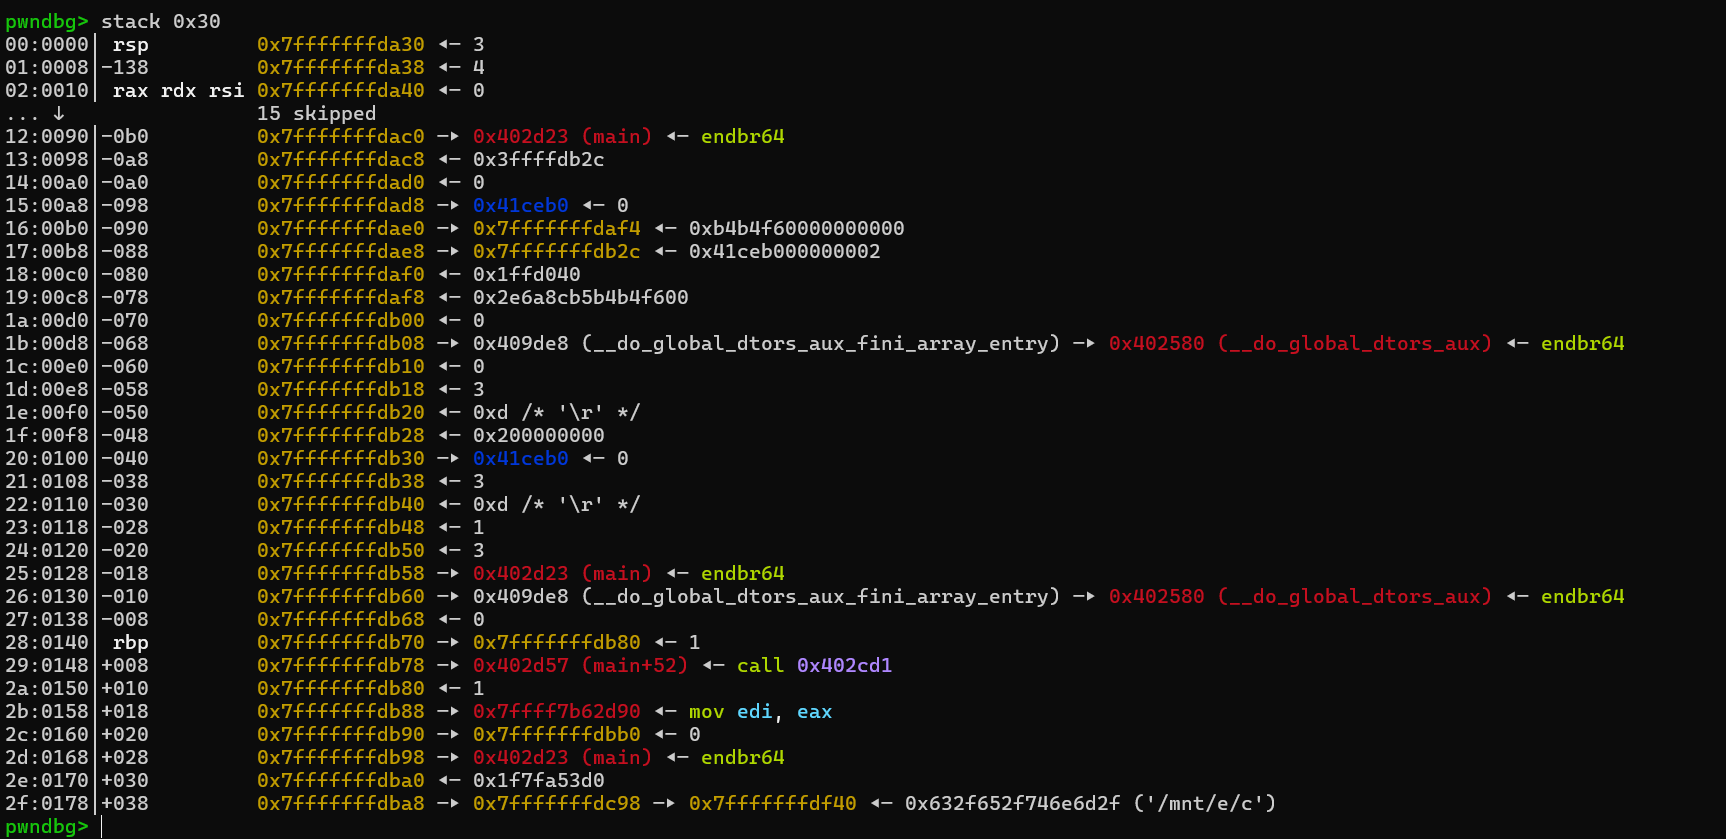 pwndbg> stack 0x30
00:0000│ rsp         0x7fffffffda30 ◂— 3
01:0008│-138         0x7fffffffda38 ◂— 4
02:0010│ rax rdx rsi 0x7fffffffda40 ◂— 0
... ↓                15 skipped
12:0090│-0b0         0x7fffffffdac0 —▸ 0x402d23 (main) ◂— endbr64
13:0098│-0a8         0x7fffffffdac8 ◂— 0x3ffffdb2c
14:00a0│-0a0         0x7fffffffdad0 ◂— 0
15:00a8│-098         0x7fffffffdad8 —▸ 0x41ceb0 ◂— 0
16:00b0│-090         0x7fffffffdae0 —▸ 0x7fffffffdaf4 ◂— 0xb4b4f60000000000
17:00b8│-088         0x7fffffffdae8 —▸ 0x7fffffffdb2c ◂— 0x41ceb000000002
18:00c0│-080         0x7fffffffdaf0 ◂— 0x1ffd040
19:00c8│-078         0x7fffffffdaf8 ◂— 0x2e6a8cb5b4b4f600
1a:00d0│-070         0x7fffffffdb00 ◂— 0
1b:00d8│-068         0x7fffffffdb08 —▸ 0x409de8 (__do_global_dtors_aux_fini_array_entry) —▸ 0x402580 (__do_global_dtors_aux) ◂— endbr64
1c:00e0│-060         0x7fffffffdb10 ◂— 0
1d:00e8│-058         0x7fffffffdb18 ◂— 3
1e:00f0│-050         0x7fffffffdb20 ◂— 0xd /* '\r' */
1f:00f8│-048         0x7fffffffdb28 ◂— 0x200000000
20:0100│-040         0x7fffffffdb30 —▸ 0x41ceb0 ◂— 0
21:0108│-038         0x7fffffffdb38 ◂— 3
22:0110│-030         0x7fffffffdb40 ◂— 0xd /* '\r' */
23:0118│-028         0x7fffffffdb48 ◂— 1
24:0120│-020         0x7fffffffdb50 ◂— 3
25:0128│-018         0x7fffffffdb58 —▸ 0x402d23 (main) ◂— endbr64
26:0130│-010         0x7fffffffdb60 —▸ 0x409de8 (__do_global_dtors_aux_fini_array_entry) —▸ 0x402580 (__do_global_dtors_aux) ◂— endbr64
27:0138│-008         0x7fffffffdb68 ◂— 0
28:0140│ rbp         0x7fffffffdb70 —▸ 0x7fffffffdb80 ◂— 1
29:0148│+008         0x7fffffffdb78 —▸ 0x402d57 (main+52) ◂— call 0x402cd1
2a:0150│+010         0x7fffffffdb80 ◂— 1
2b:0158│+018         0x7fffffffdb88 —▸ 0x7ffff7b62d90 ◂— mov edi, eax
2c:0160│+020         0x7fffffffdb90 —▸ 0x7fffffffdbb0 ◂— 0
2d:0168│+028         0x7fffffffdb98 —▸ 0x402d23 (main) ◂— endbr64
2e:0170│+030         0x7fffffffdba0 ◂— 0x1f7fa53d0
2f:0178│+038         0x7fffffffdba8 —▸ 0x7fffffffdc98 —▸ 0x7fffffffdf40 ◂— 0x632f652f746e6d2f ('/mnt/e/c')
pwndbg>